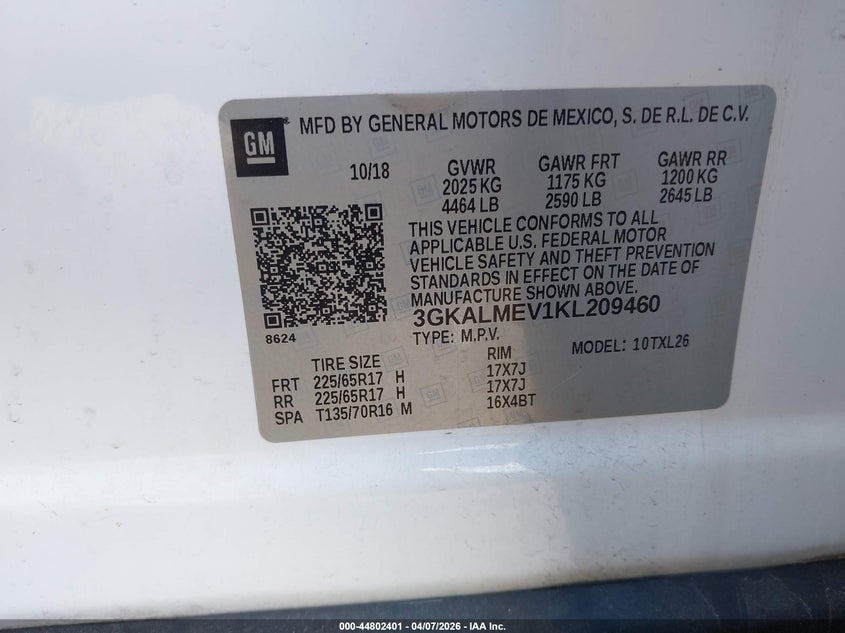 GM
MFD BY GENERAL MOTORS DE MEXICO, S. DE R.L. DE C.V.
10/18 GVWR GAWR FRT GAWR RR
2025 KG 1175 KG 1200 KG
4464 LB 2590 LB 2645 LB
THIS VEHICLE CONFORMS TO ALL
APPLICABLE U.S. FEDERAL MOTOR
VEHICLE SAFETY AND THEFT PREVENTION
STANDARDS IN EFFECT ON THE DATE OF
MANUFACTURE SHOWN ABOVE.
3GKALMEV1KL209460
8624
TYPE: M.P.V. MODEL: 10TXL26
TIRE SIZE RIM
FRT 225/65R17 H 17X7J
RR 225/65R17 H 17X7J
SPA T135/70R16 M 16X4BT
000-44802401 - 04/07/2026 - IAA Inc.